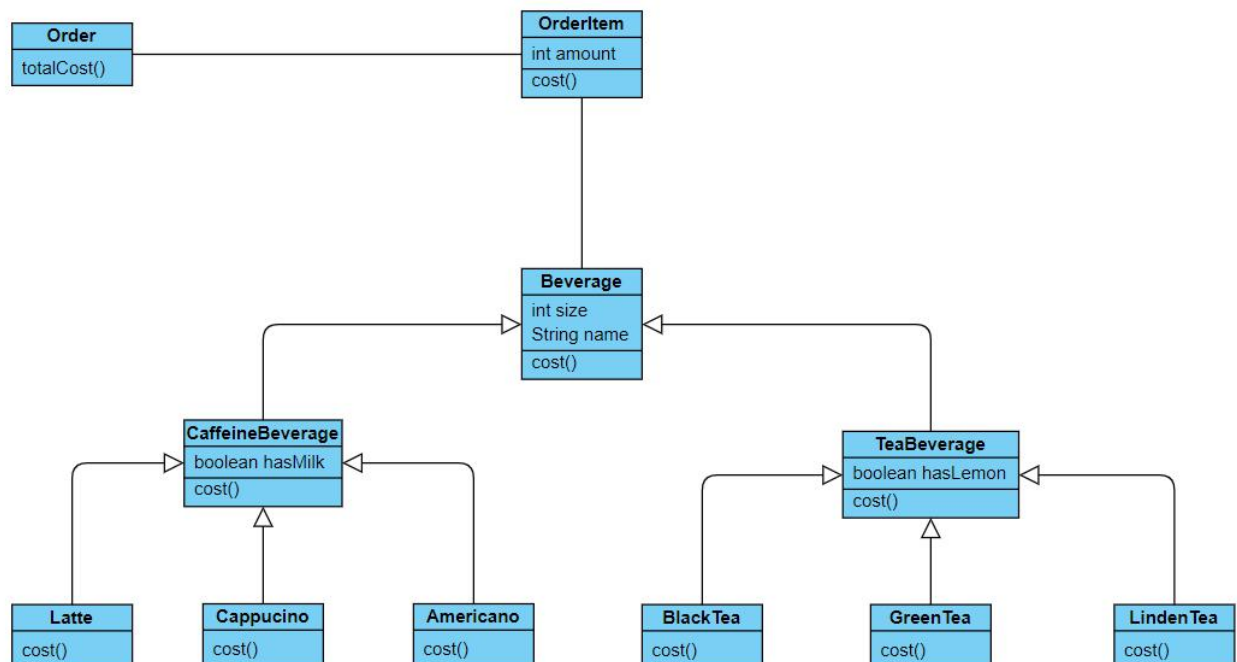 Order
totalCost()
OrderItem
int amount
cost()
Beverage
int size
String name
cost()
CaffeineBeverage
boolean hasMilk
cost()
TeaBeverage
boolean hasLemon
cost()
Latte
cost()
Cappucino
cost()
Americano
cost()
BlackTea
cost()
GreenTea
cost()
LindenTea
cost()